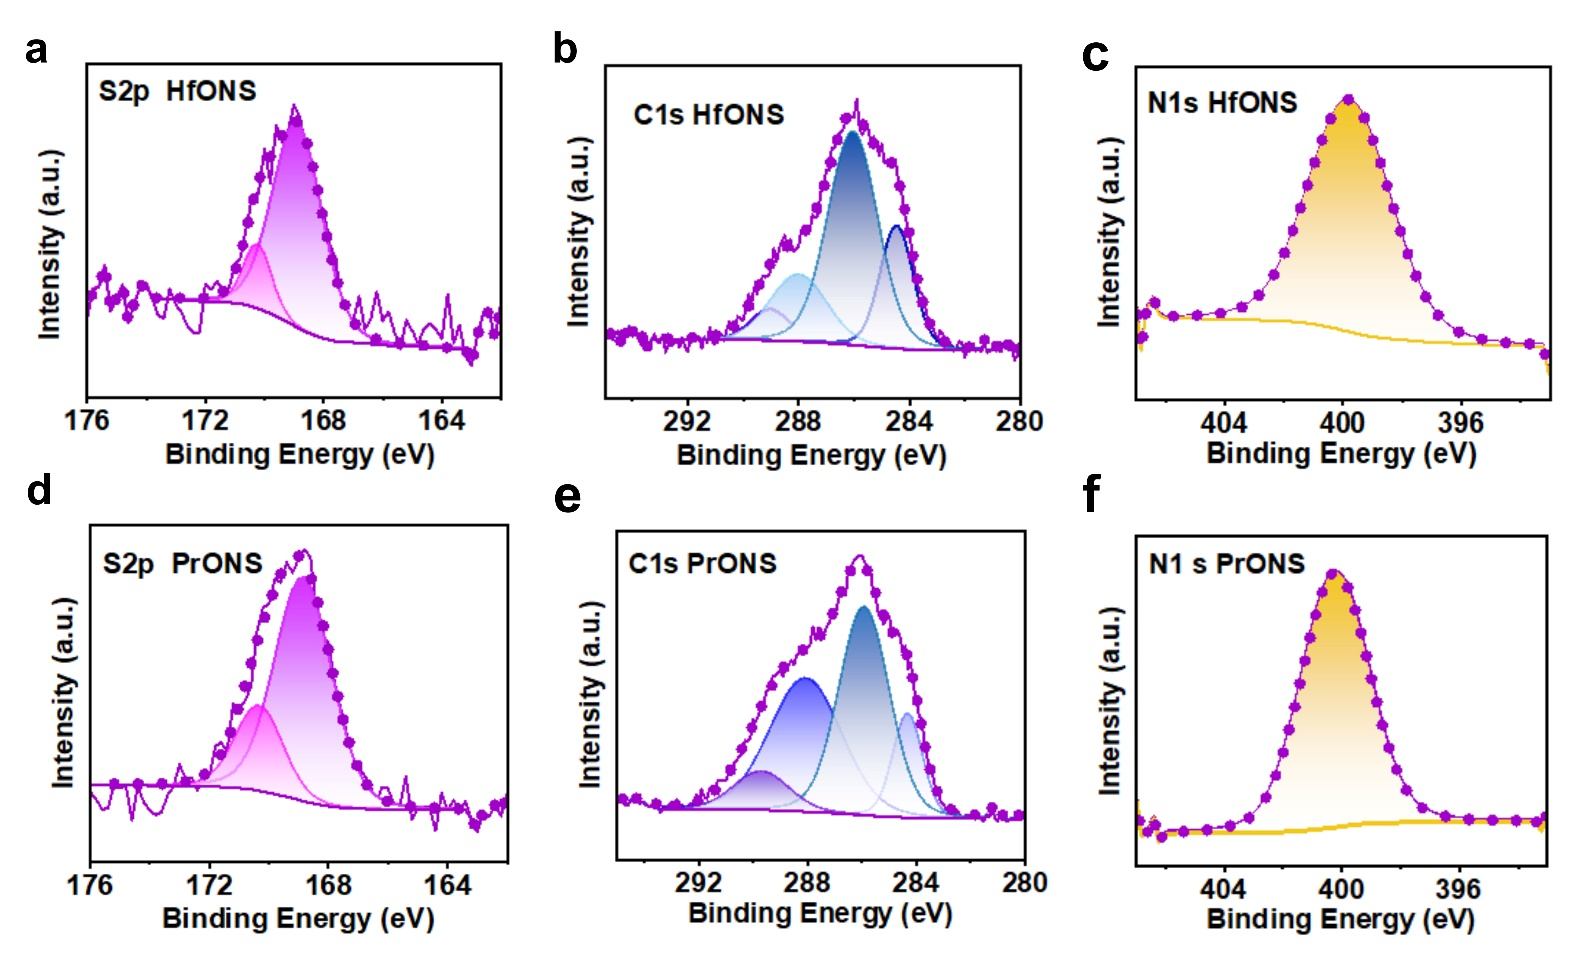 a
S2p HfONS
Intensity (a.u.)
176 172 168 164
Binding Energy (eV)
b
C1s HfONS
Intensity (a.u.)
292 288 284 280
Binding Energy (eV)
c
N1s HfONS
Intensity (a.u.)
404 400 396
Binding Energy (eV)
d
S2p PrONS
Intensity (a.u.)
176 172 168 164
Binding Energy (eV)
e
C1s PrONS
Intensity (a.u.)
292 288 284 280
Binding Energy (eV)
f
N1 s PrONS
Intensity (a.u.)
404 400 396
Binding Energy (eV)